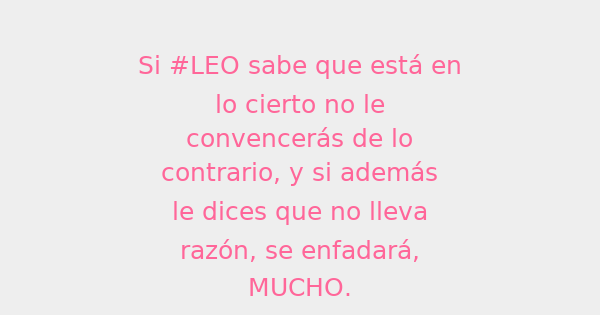 Si #LEO sabe que está en
lo cierto no le
convencerás de lo
contrario, y si además
le dices que no lleva
razón, se enfadará,
MUCHO.